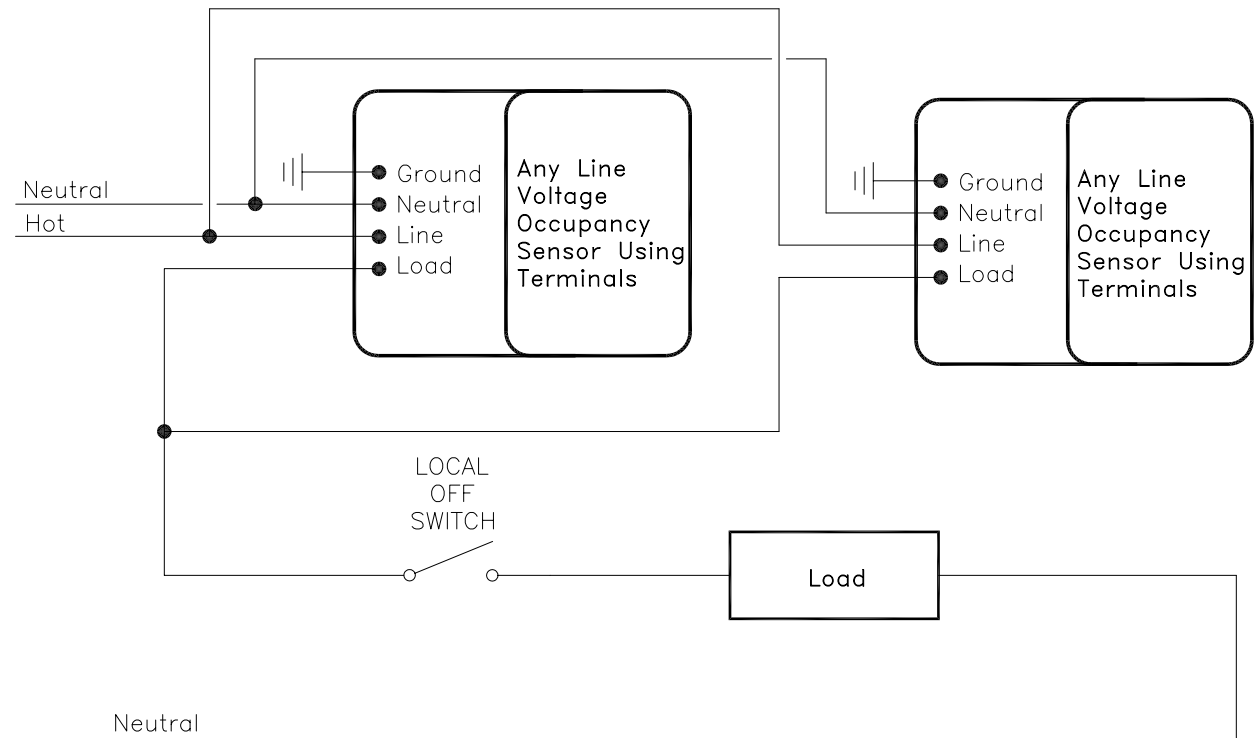 Neutral
Hot
Ground
Neutral
Line
Load
Any Line
Voltage
Occupancy
Sensor Using
Terminals
Ground
Neutral
Line
Load
Any Line
Voltage
Occupancy
Sensor Using
Terminals
LOCAL
OFF
SWITCH
Load
Neutral